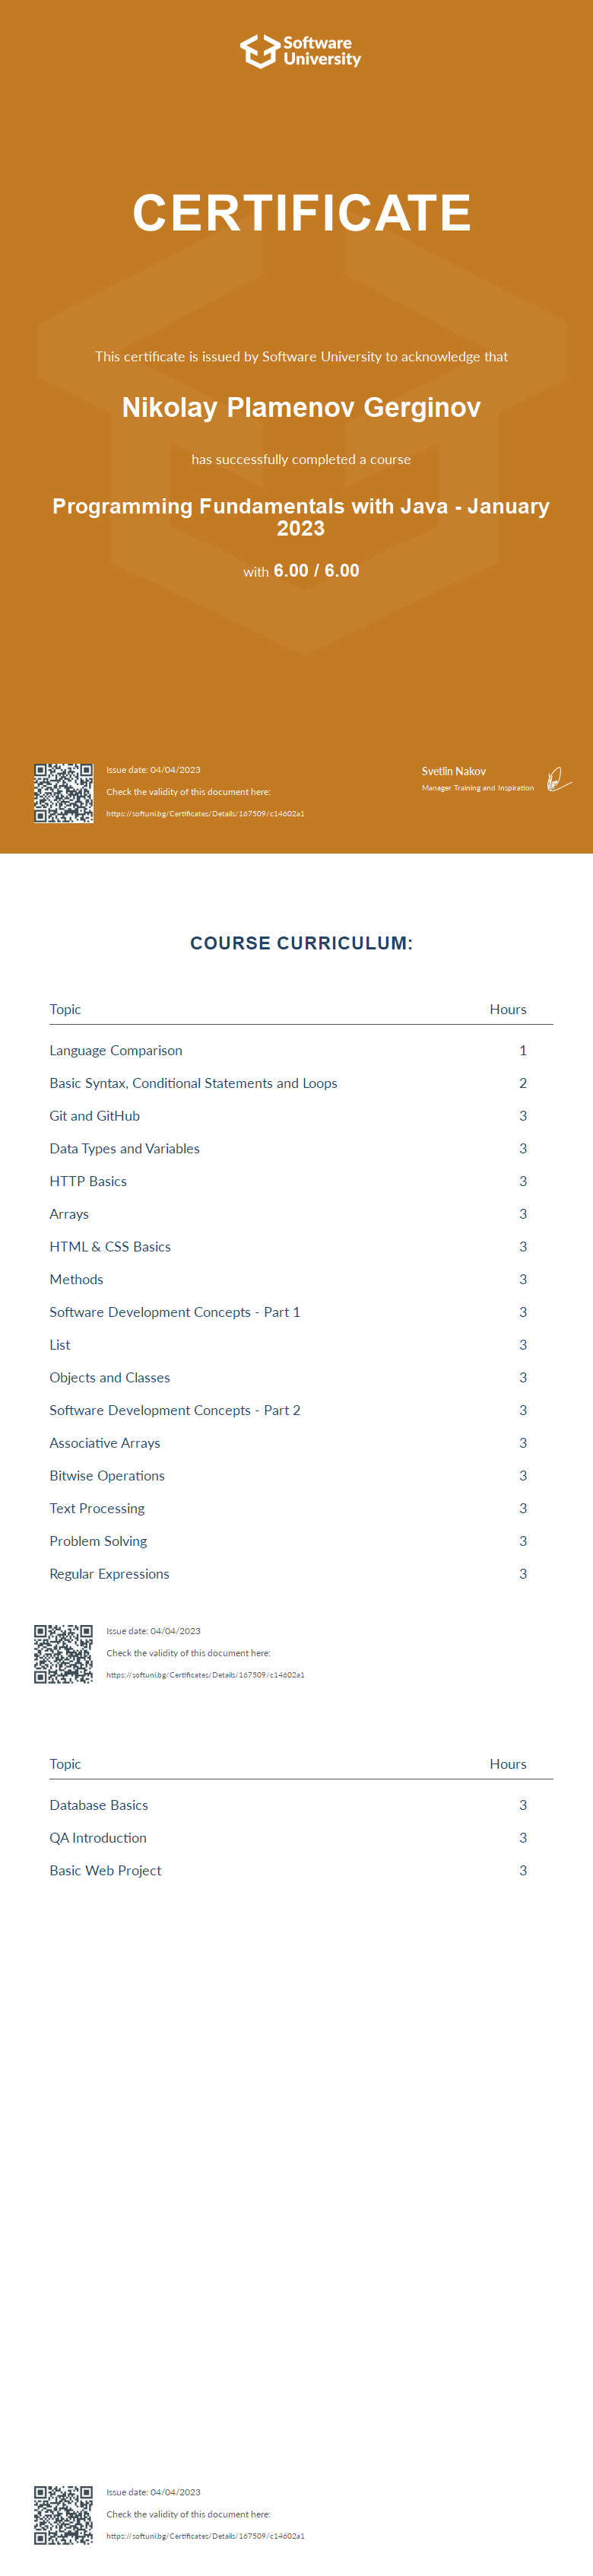 Software
University
CERTIFICATE
This certificate is issued by Software University to acknowledge that
Nikolay Plamenov Gerginov
has successfully completed a course
Programming Fundamentals with Java - January
2023
with 6.00 / 6.00
Issue date: 04/04/2023
Check the validity of this document here:
https://softuni.bg/Certificates/Details/167509/c14602a1
Svetlin Nakov
Manager Training and Inspiration
COURSE CURRICULUM:
Topic Hours
Language Comparison 1
Basic Syntax, Conditional Statements and Loops 2
Git and GitHub 3
Data Types and Variables 3
HTTP Basics 3
Arrays 3
HTML & CSS Basics 3
Methods 3
Software Development Concepts - Part 1 3
List 3
Objects and Classes 3
Software Development Concepts - Part 2 3
Associative Arrays 3
Bitwise Operations 3
Text Processing 3
Problem Solving 3
Regular Expressions 3
Issue date: 04/04/2023
Check the validity of this document here:
https://softuni.bg/Certificates/Details/167509/c14602a1
Topic Hours
Database Basics 3
QA Introduction 3
Basic Web Project 3
Issue date: 04/04/2023
Check the validity of this document here:
https://softuni.bg/Certificates/Details/167509/c14602a1